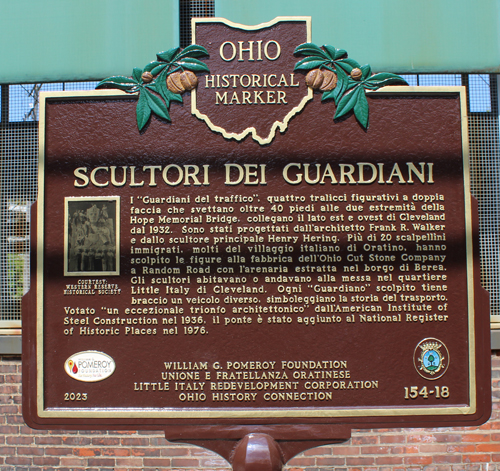 OHIO
HISTORICAL
MARKER
SCULTORI DEI GUARDIANI
I "Guardiani del traffico", quattro tralicci figurativi a doppia
faccia che svettano oltre 40 piedi alle due estremità della
Hope Memorial Bridge, collegano il lato est e ovest di Cleveland
dal 1932. Sono stati progettati dall'architetto Frank R. Walker
e dallo scultore principale Henry Hering. Più di 20 scalpellini
immigrati, molti del villaggio italiano di Oratino, hanno
scolpito le figure alla fabbrica dell'Ohio Cut Stone Company
a Random Road con l'arenaria estratta nel borgo di Berea.
Gli scultori abitavano o andavano alla messa nel quartiere
Little Italy di Cleveland. Ogni "Guardiano" scolpito tiene
braccio un veicolo diverso, simboleggiano la storia del trasporto.
Votato "un eccezionale trionfo architettonico" dall'American Institute of
Steel Construction nel 1936, il ponte è stato aggiunto al National Register
of Historic Places nel 1976.
COURTESY:
WESTERN RESERVE
HISTORICAL SOCIETY
POMEROY
FOUNDATION
2023
WILLIAM G. POMEROY FOUNDATION
UNIONE E FRATELLANZA ORATINESE
LITTLE ITALY REDEVELOPMENT CORPORATION
OHIO HISTORY CONNECTION
154-18